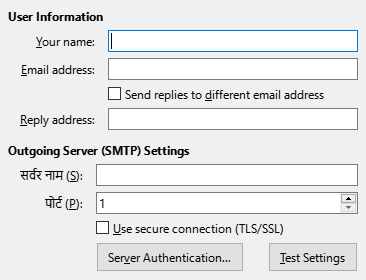 User Information
Your name:
Email address:
Send replies to different email address
Reply address:
Outgoing Server (SMTP) Settings
सर्वर नाम (S):
पोर्ट (P): 1
Use secure connection (TLS/SSL)
Server Authentication... Test Settings